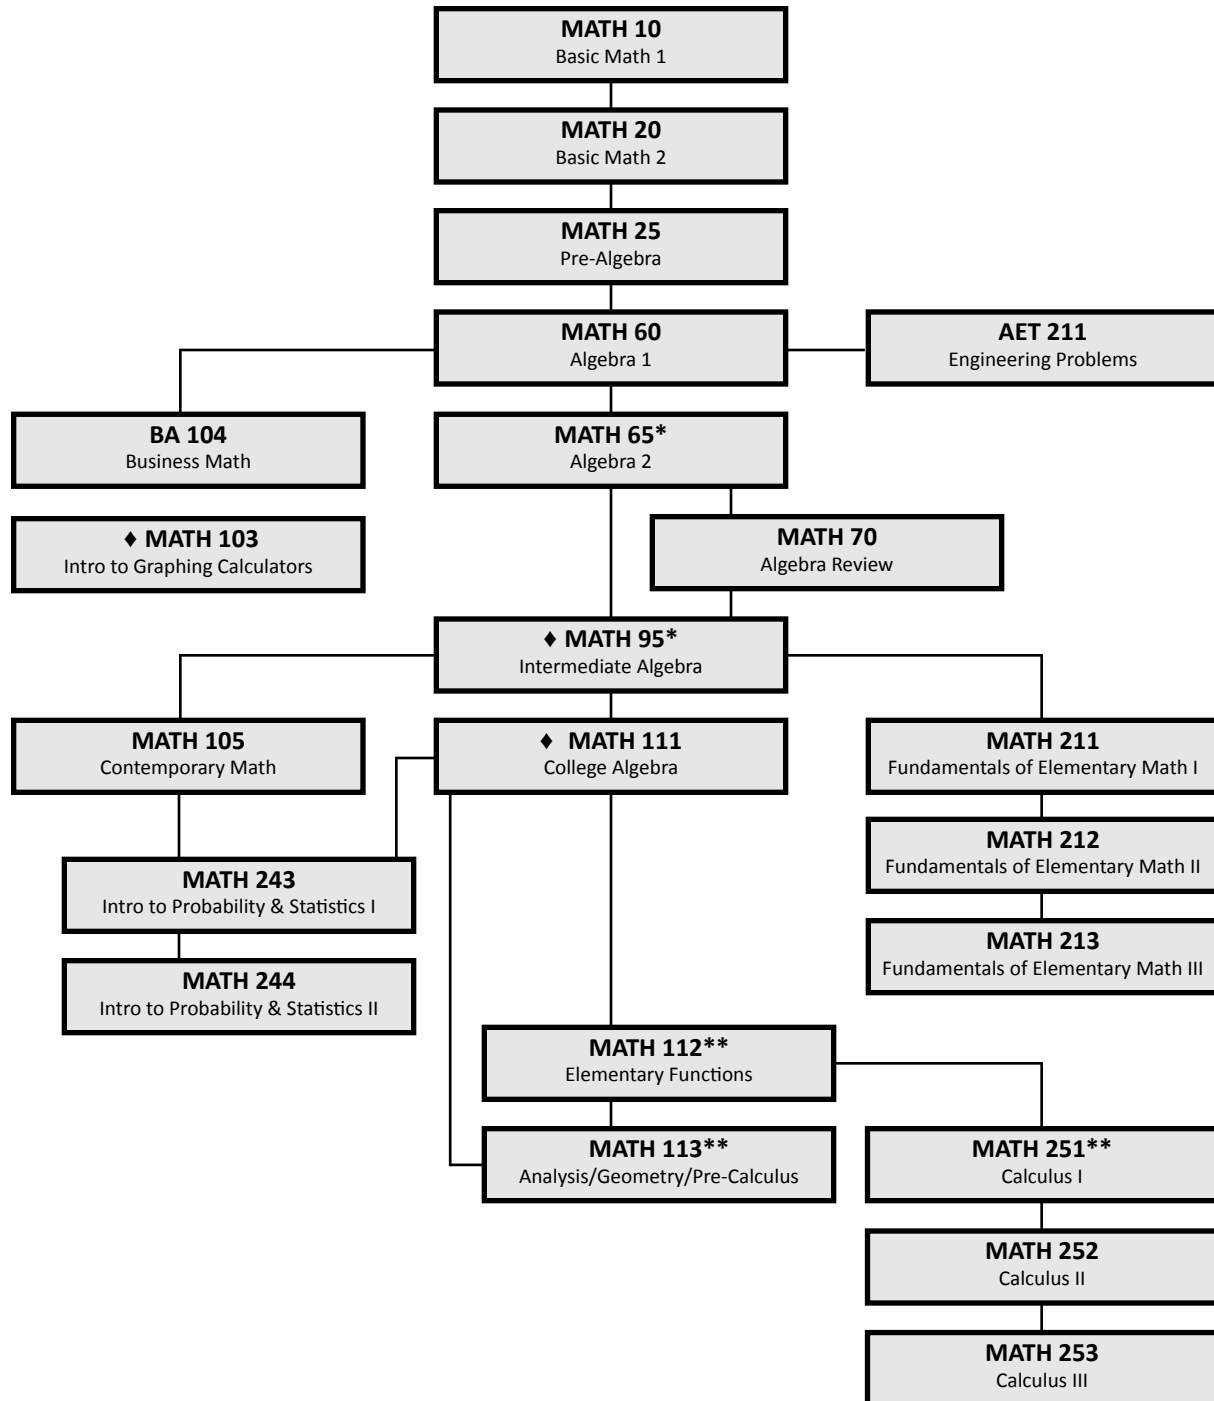 MATH 10
Basic Math 1
MATH 20
Basic Math 2
MATH 25
Pre-Algebra
MATH 60
Algebra 1
AET 211
Engineering Problems
BA 104
Business Math
MATH 65*
Algebra 2
♦ MATH 103
Intro to Graphing Calculators
MATH 70
Algebra Review
♦ MATH 95*
Intermediate Algebra
MATH 105
Contemporary Math
♦ MATH 111
College Algebra
MATH 211
Fundamentals of Elementary Math I
MATH 212
Fundamentals of Elementary Math II
MATH 243
Intro to Probability & Statistics I
MATH 213
Fundamentals of Elementary Math III
MATH 244
Intro to Probability & Statistics II
MATH 112**
Elementary Functions
MATH 113**
Analysis/Geometry/Pre-Calculus
MATH 251**
Calculus I
MATH 252
Calculus II
MATH 253
Calculus III